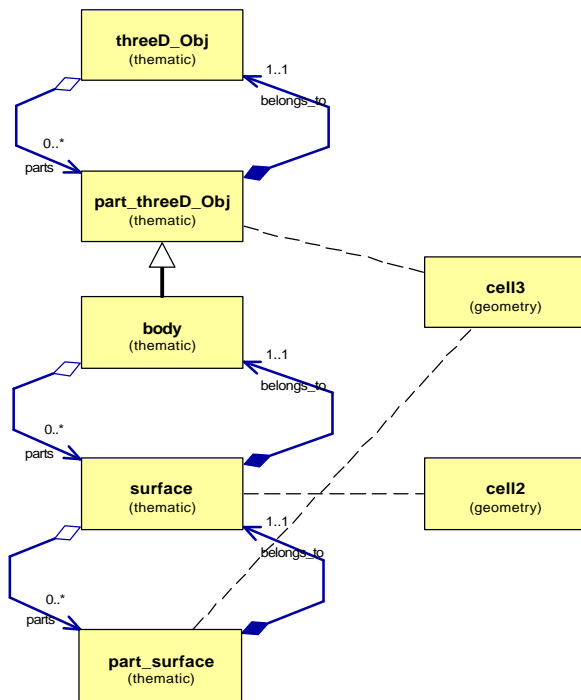 threeD_Obj
(thematic)
1..1
belongs_to
0..*
parts
part_threeD_Obj
(thematic)
cell3
(geometry)
body
(thematic)
1..1
belongs_to
0..*
parts
surface
(thematic)
cell2
(geometry)
1..1
belongs_to
0..*
parts
part_surface
(thematic)